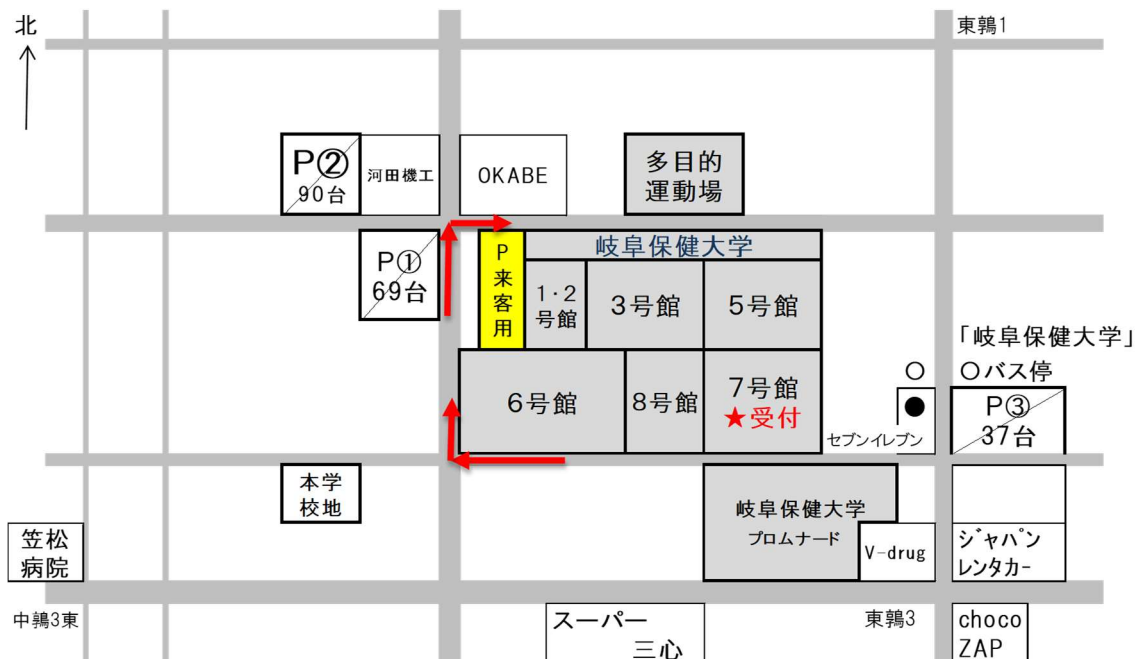 北
東鶉1
P②
90台
河田機工
OKABE
多目的
運動場
P①
69台
P
来
客
用
岐阜保健大学
1・2
号館
3号館
5号館
「岐阜保健大学」
○ ○バス停
6号館
8号館
7号館
★受付
●
セブンイレブン
P③
37台
本学
校地
岐阜保健大学
プロムナード
V-drug
ジャパン
レンタカー
笠松
病院
中鶉3東
スーパー
三心
東鶉3
choco
ZAP